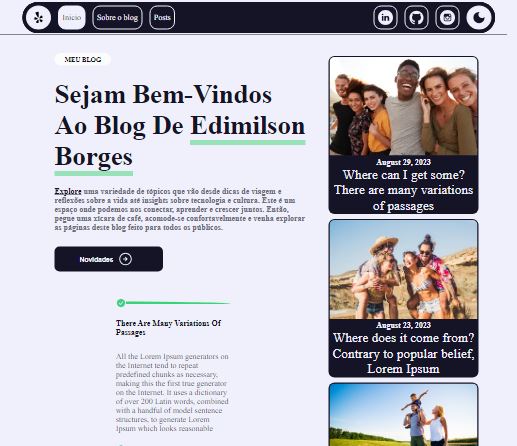 Inicio
Sobre o blog
Posts
MEU BLOG
Sejam Bem-Vindos
Ao Blog De Edimilson
Borges
Explore uma variedade de tópicos que vão desde dicas de viagem e
reflexões sobre a vida até insights sobre tecnologia e cultura. Este é um
espaço onde podemos nos conectar, aprender e crescer juntos. Então,
pegue uma xícara de café, acomode-se confortavelmente e venha explorar
as páginas deste blog feito para todos os públicos.
Novidades
There Are Many Variations Of
Passages
All the Lorem Ipsum generators on
the Internet tend to repeat
predefined chunks as necessary,
making this the first true generator
on the Internet. It uses a dictionary
of over 200 Latin words, combined
with a handful of model sentence
structures, to generate Lorem
Ipsum which looks reasonable
August 29, 2023
Where can I get some?
There are many variations
of passages
August 23, 2023
Where does it come from?
Contrary to popular belief,
Lorem Ipsum